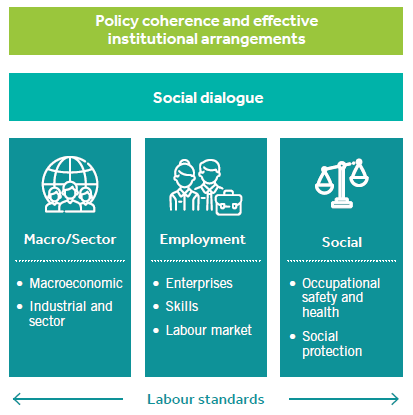 Policy coherence and effective
institutional arrangements
Social dialogue
Macro/Sector
• Macroeconomic
• Industrial and
sector
Employment
• Enterprises
• Skills
• Labour market
Social
• Occupational
safety and
health
• Social
protection
Labour standards